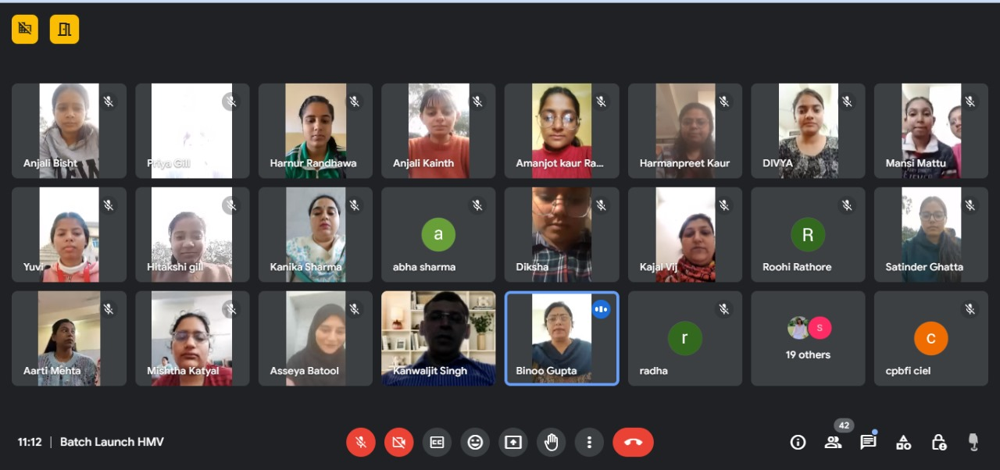 Anjali Bisht
Priya Gill
Harnur Randhawa
Anjali Kainth
Amanjot kaur Ra...
Harmanpreet Kaur
DIVYA
Mansi Mattu
Yuvi
Hitakshi gill
Kanika Sharma
a
abha sharma
Diksha
Kajal Vij
R
Roohi Rathore
Satinder Ghatta
Aarti Mehta
Mishtha Katyal
Asseya Batool
Kanwaljit Singh
Binoo Gupta
r
radha
S
19 others
c
cpbfi ciel
42
11:12 | Batch Launch HMV
CC